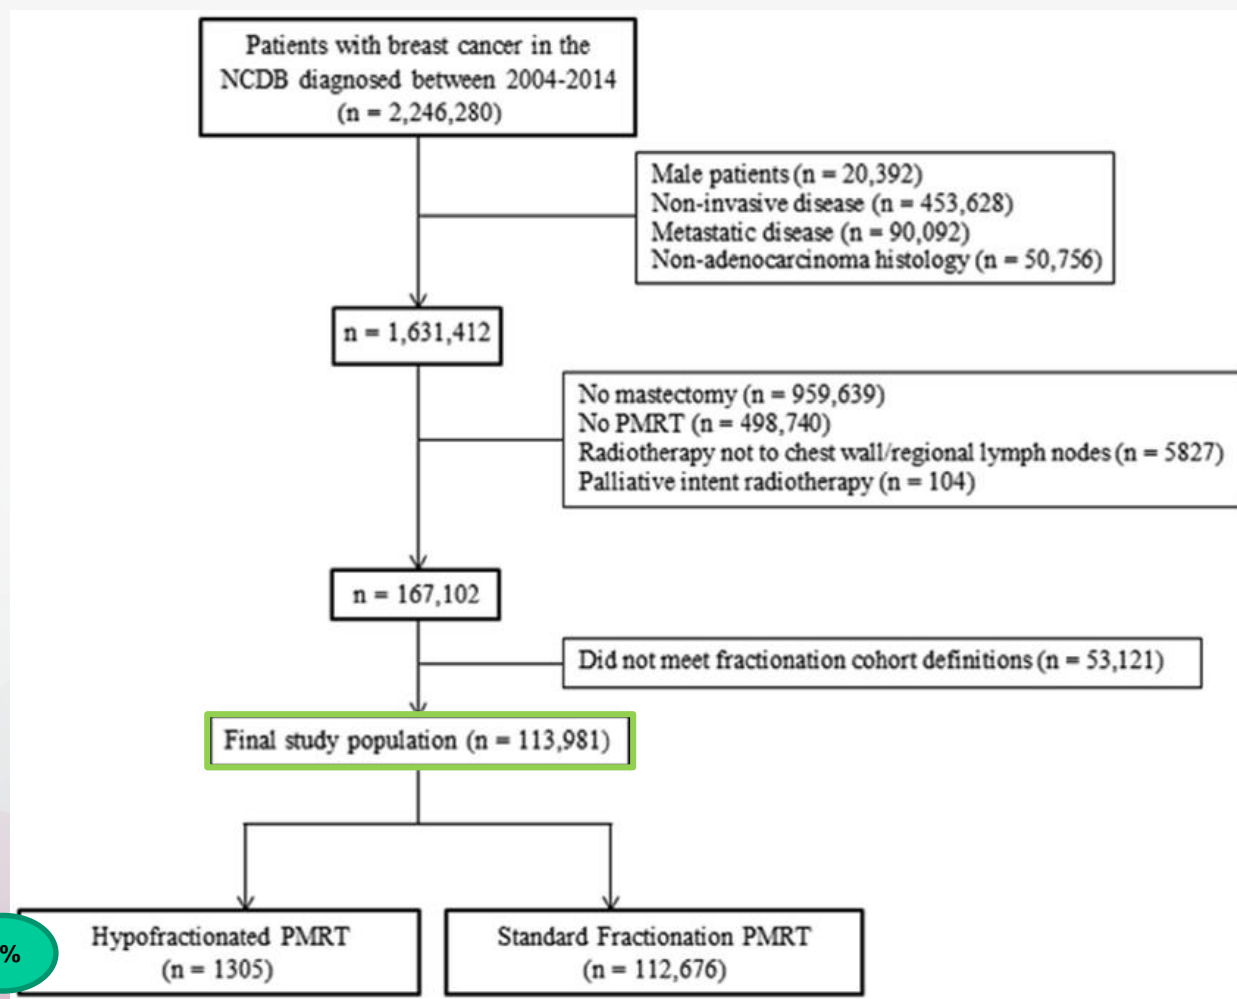 Patients with breast cancer in the
NCDB diagnosed between 2004-2014
(n = 2,246,280)
Male patients (n = 20,392)
Non-invasive disease (n = 453,628)
Metastatic disease (n = 90,092)
Non-adenocarcinoma histology (n = 50,756)
n = 1,631,412
No mastectomy (n = 959,639)
No PMRT (n = 498,740)
Radiotherapy not to chest wall/regional lymph nodes (n = 5827)
Palliative intent radiotherapy (n = 104)
n = 167,102
Did not meet fractionation cohort definitions (n = 53,121)
Final study population (n = 113,981)
Hypofractionated PMRT
(n = 1305)
Standard Fractionation PMRT
(n = 112,676)
%